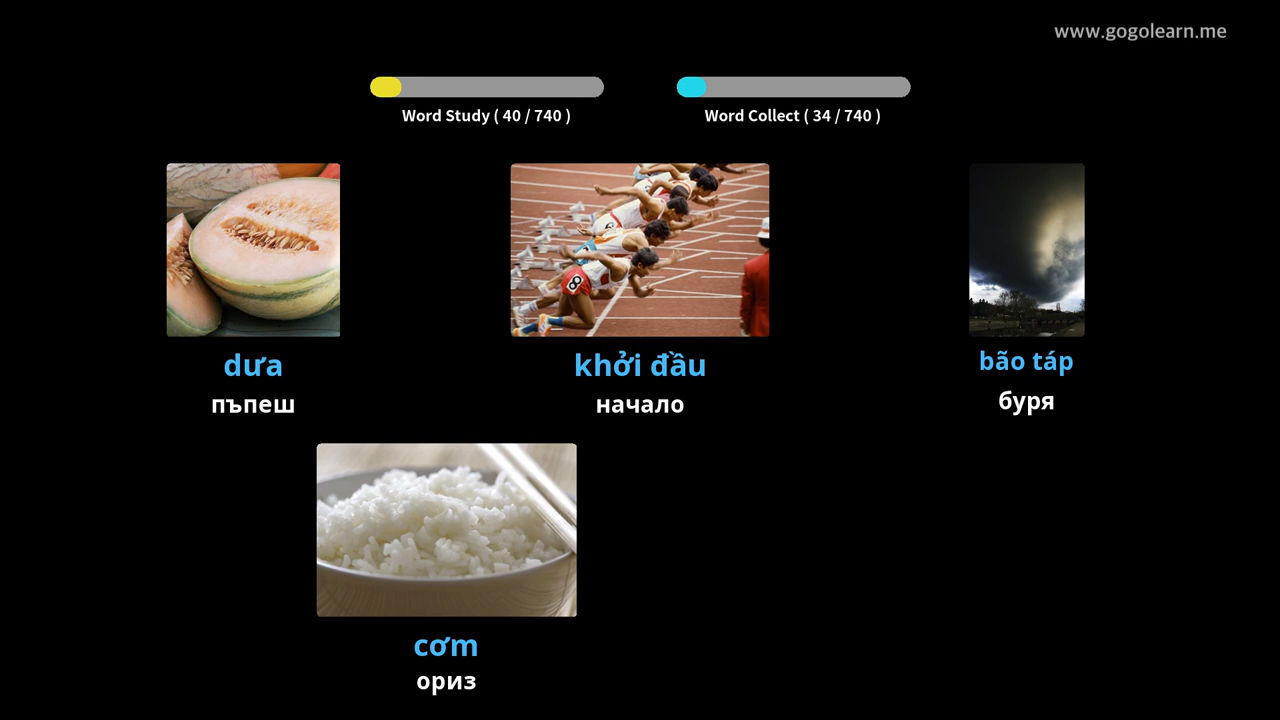 www.gogolearn.me
Word Study ( 40 / 740 )
Word Collect ( 34 / 740 )
dưa
пъпеш
khởi đầu
начало
bão táp
буря
8
cơm
ориз